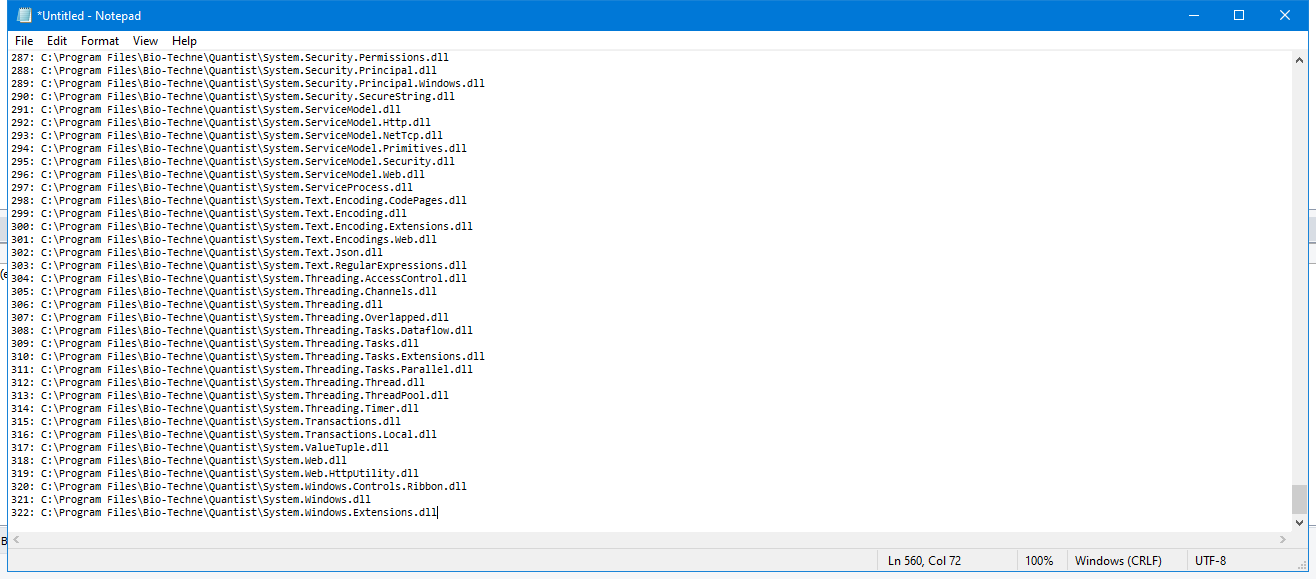 *Untitled - Notepad
File Edit Format View Help
287: C:\Program Files\Bio-Techne\Quantist\System.Security.Permissions.dll
288: C:\Program Files\Bio-Techne\Quantist\System.Security.Principal.dll
289: C:\Program Files\Bio-Techne\Quantist\System.Security.Principal.Windows.dll
290: C:\Program Files\Bio-Techne\Quantist\System.Security.SecureString.dll
291: C:\Program Files\Bio-Techne\Quantist\System.ServiceModel.dll
292: C:\Program Files\Bio-Techne\Quantist\System.ServiceModel.Http.dll
293: C:\Program Files\Bio-Techne\Quantist\System.ServiceModel.NetTcp.dll
294: C:\Program Files\Bio-Techne\Quantist\System.ServiceModel.Primitives.dll
295: C:\Program Files\Bio-Techne\Quantist\System.ServiceModel.Security.dll
296: C:\Program Files\Bio-Techne\Quantist\System.ServiceModel.Web.dll
297: C:\Program Files\Bio-Techne\Quantist\System.ServiceProcess.dll
298: C:\Program Files\Bio-Techne\Quantist\System.Text.Encoding.CodePages.dll
299: C:\Program Files\Bio-Techne\Quantist\System.Text.Encoding.dll
300: C:\Program Files\Bio-Techne\Quantist\System.Text.Encoding.Extensions.dll
301: C:\Program Files\Bio-Techne\Quantist\System.Text.Encodings.Web.dll
302: C:\Program Files\Bio-Techne\Quantist\System.Text.Json.dll
303: C:\Program Files\Bio-Techne\Quantist\System.Text.RegularExpressions.dll
304: C:\Program Files\Bio-Techne\Quantist\System.Threading.AccessControl.dll
305: C:\Program Files\Bio-Techne\Quantist\System.Threading.Channels.dll
306: C:\Program Files\Bio-Techne\Quantist\System.Threading.dll
307: C:\Program Files\Bio-Techne\Quantist\System.Threading.Overlapped.dll
308: C:\Program Files\Bio-Techne\Quantist\System.Threading.Tasks.Dataflow.dll
309: C:\Program Files\Bio-Techne\Quantist\System.Threading.Tasks.dll
310: C:\Program Files\Bio-Techne\Quantist\System.Threading.Tasks.Extensions.dll
311: C:\Program Files\Bio-Techne\Quantist\System.Threading.Tasks.Parallel.dll
312: C:\Program Files\Bio-Techne\Quantist\System.Threading.Thread.dll
313: C:\Program Files\Bio-Techne\Quantist\System.Threading.ThreadPool.dll
314: C:\Program Files\Bio-Techne\Quantist\System.Threading.Timer.dll
315: C:\Program Files\Bio-Techne\Quantist\System.Transactions.dll
316: C:\Program Files\Bio-Techne\Quantist\System.Transactions.Local.dll
317: C:\Program Files\Bio-Techne\Quantist\System.ValueTuple.dll
318: C:\Program Files\Bio-Techne\Quantist\System.Web.dll
319: C:\Program Files\Bio-Techne\Quantist\System.Web.HttpUtility.dll
320: C:\Program Files\Bio-Techne\Quantist\System.Windows.Controls.Ribbon.dll
321: C:\Program Files\Bio-Techne\Quantist\System.Windows.dll
322: C:\Program Files\Bio-Techne\Quantist\System.Windows.Extensions.dll
Ln 560, Col 72 100% Windows (CRLF) UTF-8